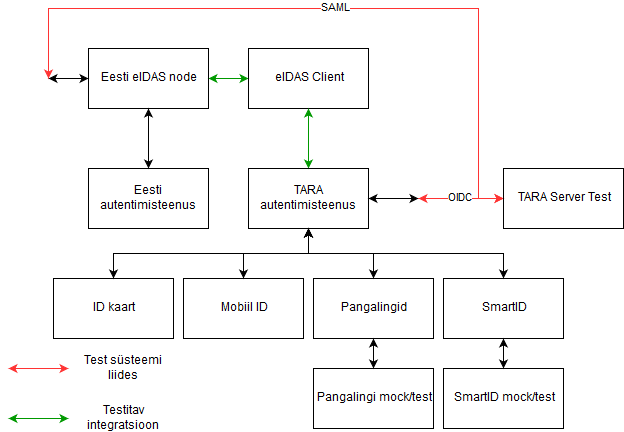 SAML
Eesti eIDAS node
eIDAS Client
Eesti
autentimisteenus
TARA
autentimisteenus
OIDC
TARA Server Test
ID kaart
Mobiil ID
Pangalingid
SmartID
Test süsteemi
liides
Pangalingi mock/test
SmartID mock/test
Testitav
integratsioon